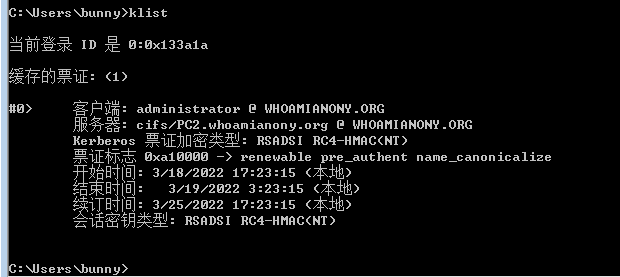 C:\Users\bunny>klist
当前登录 ID 是 0:0x133a1a
缓存的票证: (1)
#0>     客户端: administrator @ WHOAMIANONY.ORG
        服务器: cifs/PC2.whoamianony.org @ WHOAMIANONY.ORG
        Kerberos 票证加密类型: RSADSI RC4-HMAC(NT)
        票证标志 0xa10000 -> renewable pre_authent name_canonicalize
        开始时间: 3/18/2022 17:23:15 (本地)
        结束时间:   3/19/2022 3:23:15 (本地)
        续订时间: 3/25/2022 17:23:15 (本地)
        会话密钥类型: RSADSI RC4-HMAC(NT)
C:\Users\bunny>